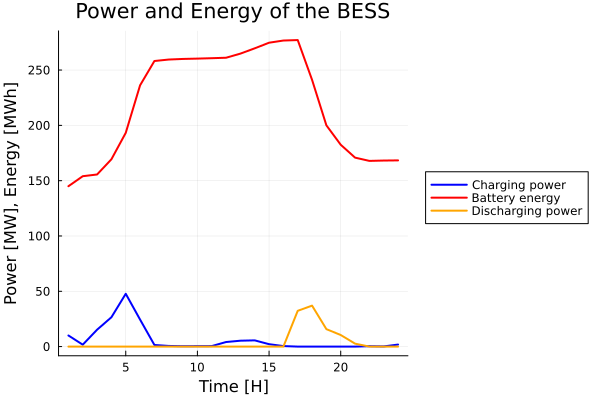 Power and Energy of the BESS
Power [MW], Energy [MWh]
250
200
150
100
50
0
5
10
15
20
Time [H]
Charging power
Battery energy
Discharging power